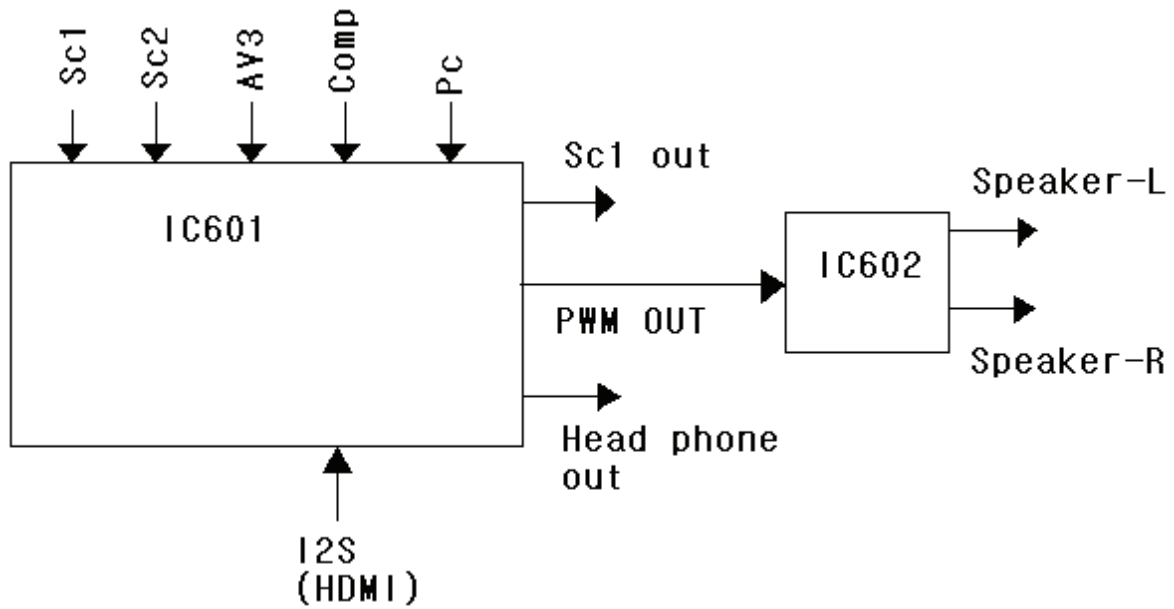 Sc1
Sc2
AV3
Comp
Pc
Sc1 out
Speaker-L
IC601
IC602
PWM OUT
Speaker-R
Head phone
out
I2S
(HDMI)